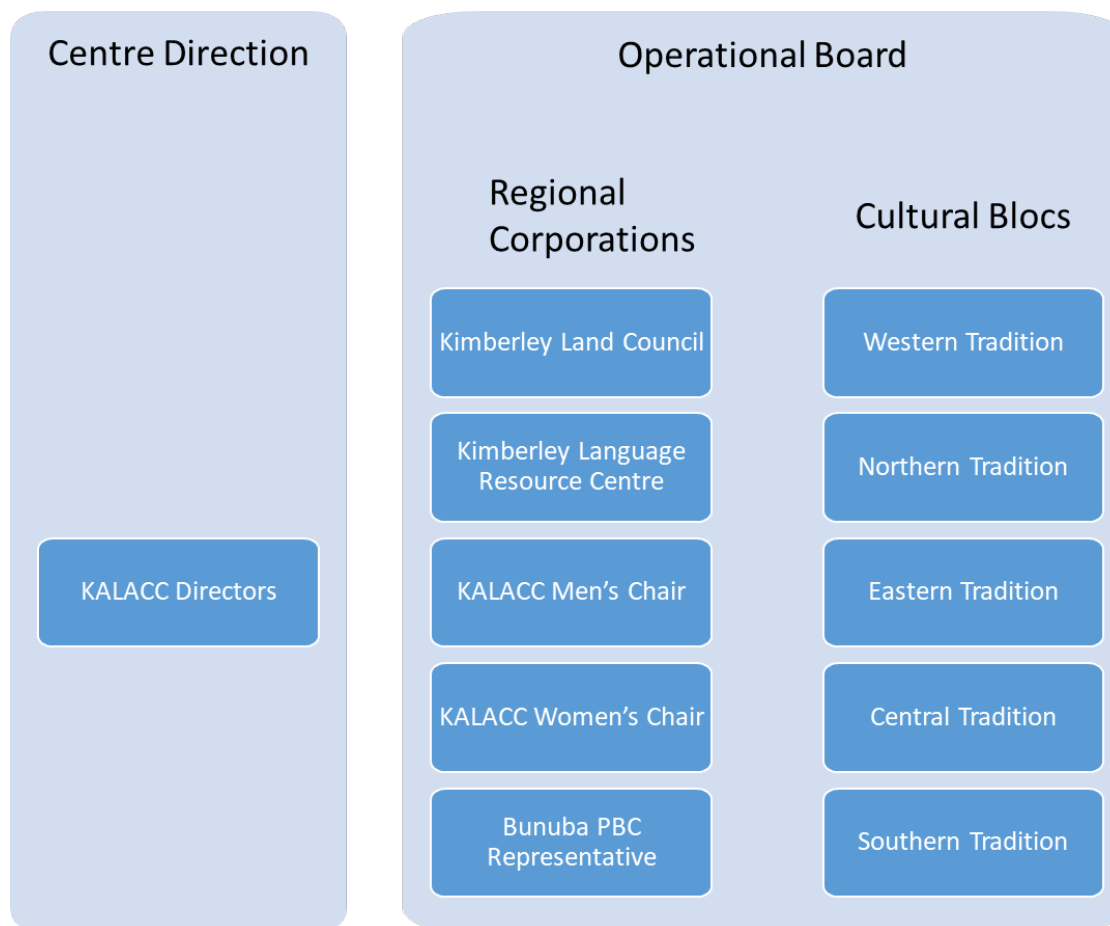 Centre Direction
Operational Board
Regional
Corporations
Cultural Blocs
Kimberley Land Council
Western Tradition
Kimberley Language
Resource Centre
Northern Tradition
KALACC Directors
KALACC Men’s Chair
Eastern Tradition
KALACC Women’s Chair
Central Tradition
Bunuba PBC
Representative
Southern Tradition